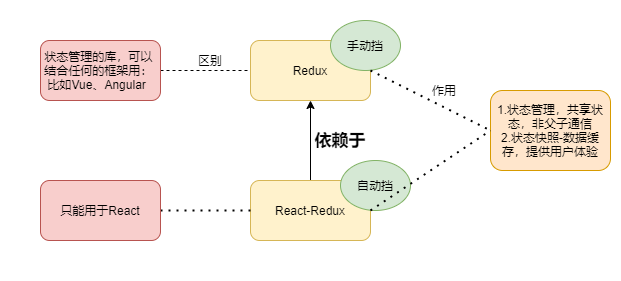 手动挡
状态管理的库，可以
结合任何的框架用：
比如Vue、Angular
区别
Redux
作用
1.状态管理，共享状
态，非父子通信
2.状态快照-数据缓
存，提供用户体验
依赖于
自动挡
只能用于React
React-Redux